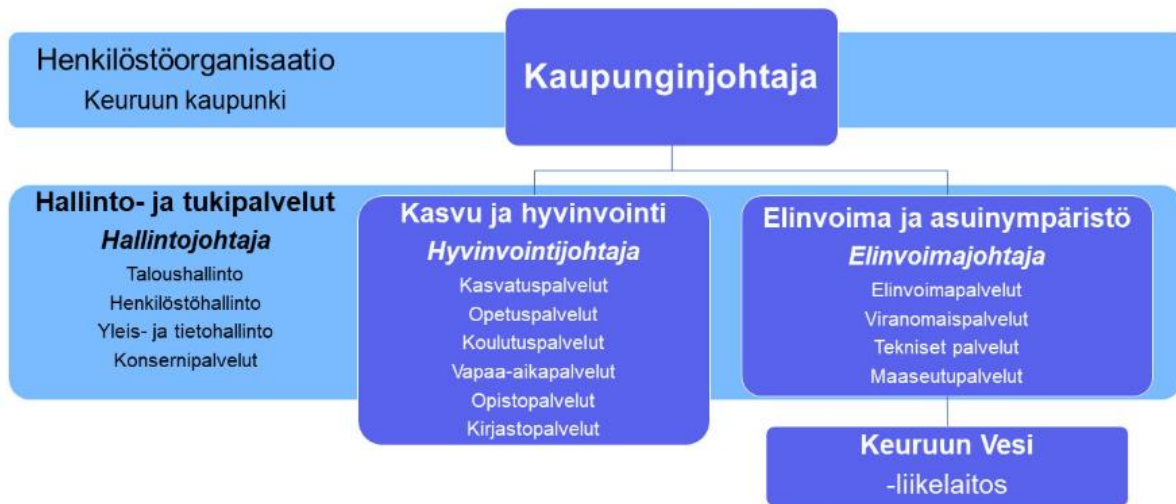 Henkilöstöorganisaatio
Keuruun kaupunki
Kaupunginjohtaja
Hallinto- ja tukipalvelut
Hallintojohtaja
Taloushallinto
Henkilöstöhallinto
Yleis- ja tietohallinto
Konsernipalvelut
Kasvu ja hyvinvointi
Hyvinvointijohtaja
Kasvatuspalvelut
Opetuspalvelut
Koulutuspalvelut
Vapaa-aikapalvelut
Opistopalvelut
Kirjastopalvelut
Elinvoima ja asuinympäristö
Elinvoimajohtaja
Elinvoimapalvelut
Viranomaispalvelut
Tekniset palvelut
Maaseutupalvelut
Keuruun Vesi
-liikelaitos